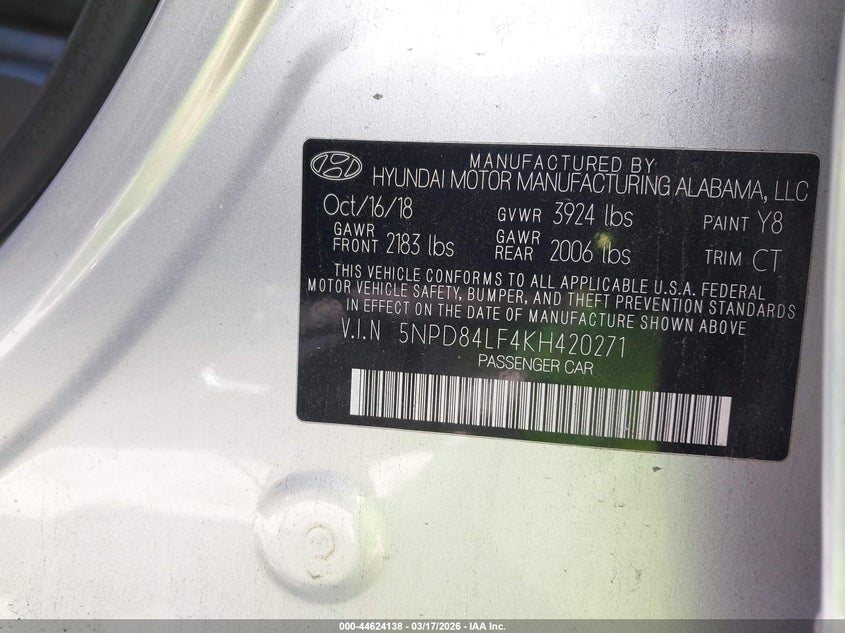 MANUFACTURED BY
HYUNDAI MOTOR MANUFACTURING ALABAMA, LLC
Oct/16/18 GVWR 3924 lbs PAINT Y8
GAWR FRONT 2183 lbs GAWR REAR 2006 lbs TRIM CT
THIS VEHICLE CONFORMS TO ALL APPLICABLE U.S.A. FEDERAL
MOTOR VEHICLE SAFETY, BUMPER, AND THEFT PREVENTION STANDARDS
IN EFFECT ON THE DATE OF MANUFACTURE SHOWN ABOVE
V.I.N 5NPD84LF4KH420271
PASSENGER CAR
000-44624138 - 03/17/2026 - IAA Inc.